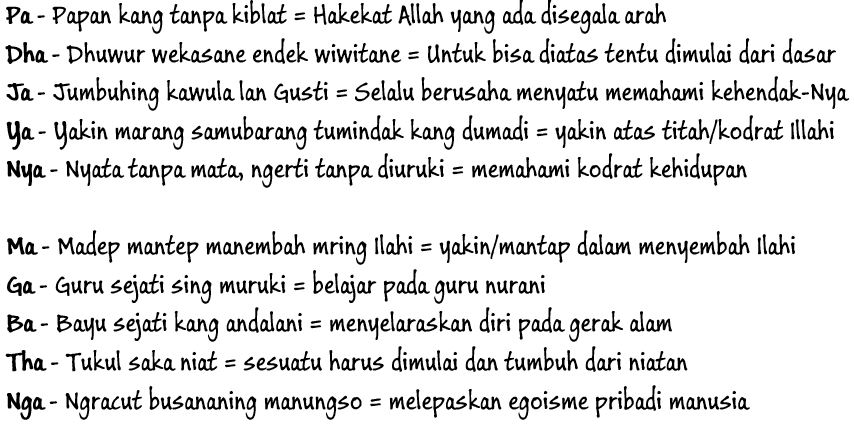 Pa - Papan kang tanpa kiblat = Hakekat Allah yang ada disegala arah
Dha - Dhuwur wekasane endek wiwitane = Untuk bisa diatas tentu dimulai dari dasar
Ja - Jumbuhing kawula lan Gusti = Selalu berusaha menyatu memahami kehendak-Nya
Ya - Yakin marang samubarang tumindak kang dumadi = yakin atas titah/kodrat Illahi
Nya - Nyata tanpa mata, ngerti tanpa diuruki = memahami kodrat kehidupan
Ma - Madep mantep manembah mring Ilahi = yakin/mantap dalam menyembah Ilahi
Ga - Guru sejati sing muruki = belajar pada guru nurani
Ba - Bayu sejati kang andalani = menyelaraskan diri pada gerak alam
Tha - Tukul saka niat = sesuatu harus dimulai dan tumbuh dari niatan
Nga - Ngracut busananing manungso = melepaskan egoisme pribadi manusia